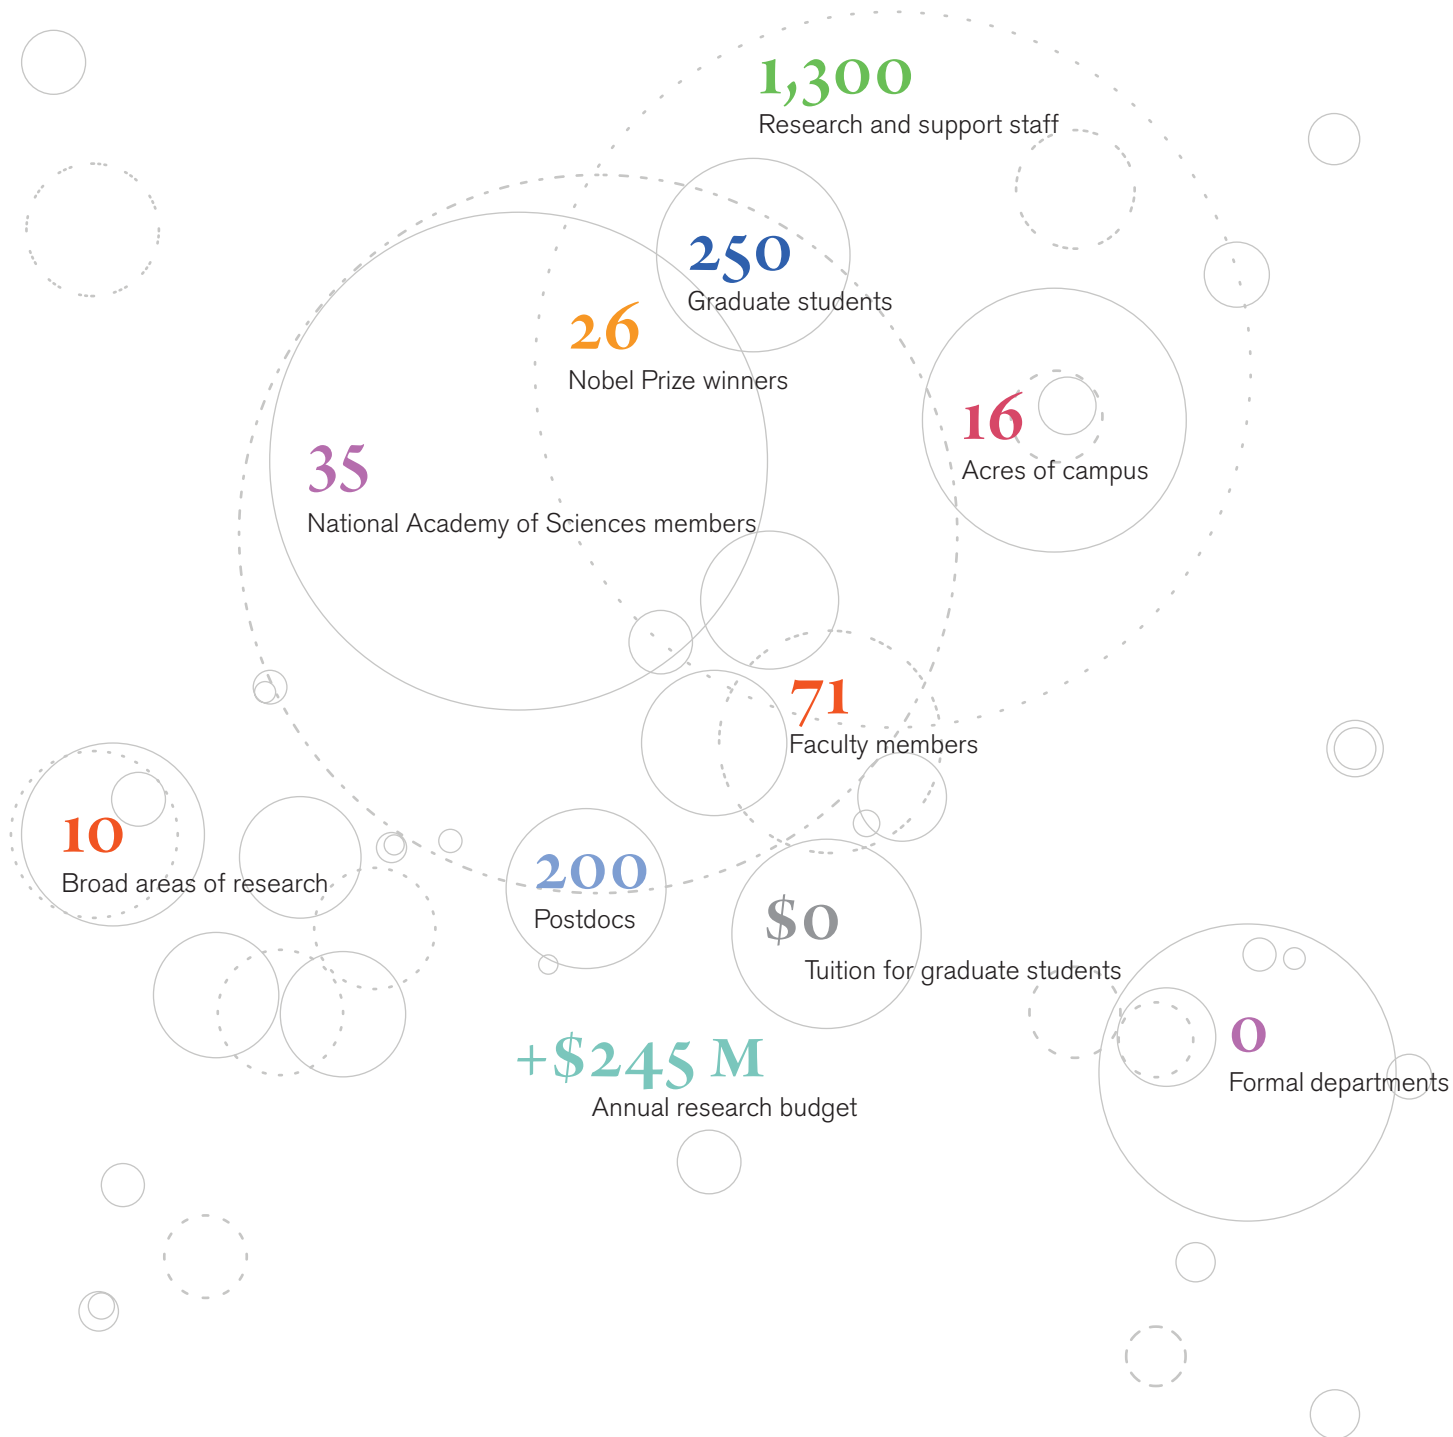 1,300
Research and support staff
250
Graduate students
26
Nobel Prize winners
16
Acres of campus
35
National Academy of Sciences members
71
Faculty members
10
Broad areas of research
200
Postdocs
$0
Tuition for graduate students
0
Formal departments
+$245 M
Annual research budget